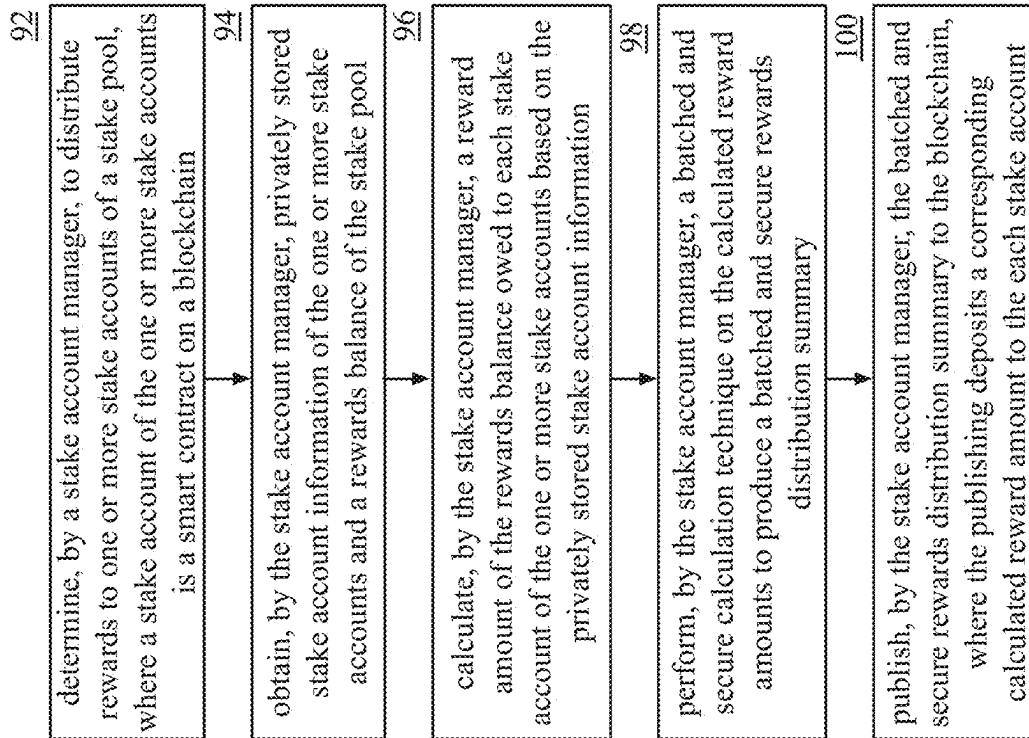 92
determine, by a stake account manager, to distribute
rewards to one or more stake accounts of a stake pool,
where a stake account of the one or more stake accounts
is a smart contract on a blockchain
94
obtain, by the stake account manager, privately stored
stake account information of the one or more stake
accounts and a rewards balance of the stake pool
96
calculate, by the stake account manager, a reward
amount of the rewards balance owed to each stake
account of the one or more stake accounts based on the
privately stored stake account information
98
perform, by the stake account manager, a batched and
secure calculation technique on the calculated reward
amounts to produce a batched and secure rewards
distribution summary
100
publish, by the stake account manager, the batched and
secure rewards distribution summary to the blockchain,
where the publishing deposits a corresponding
calculated reward amount to the each stake account